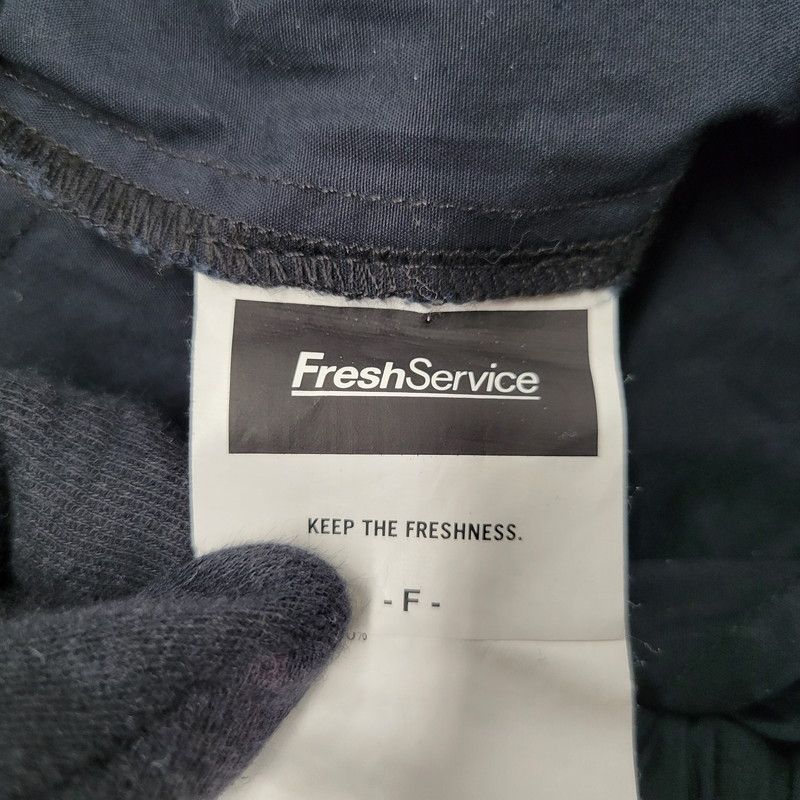 FreshService
KEEP THE FRESHNESS.
- F -